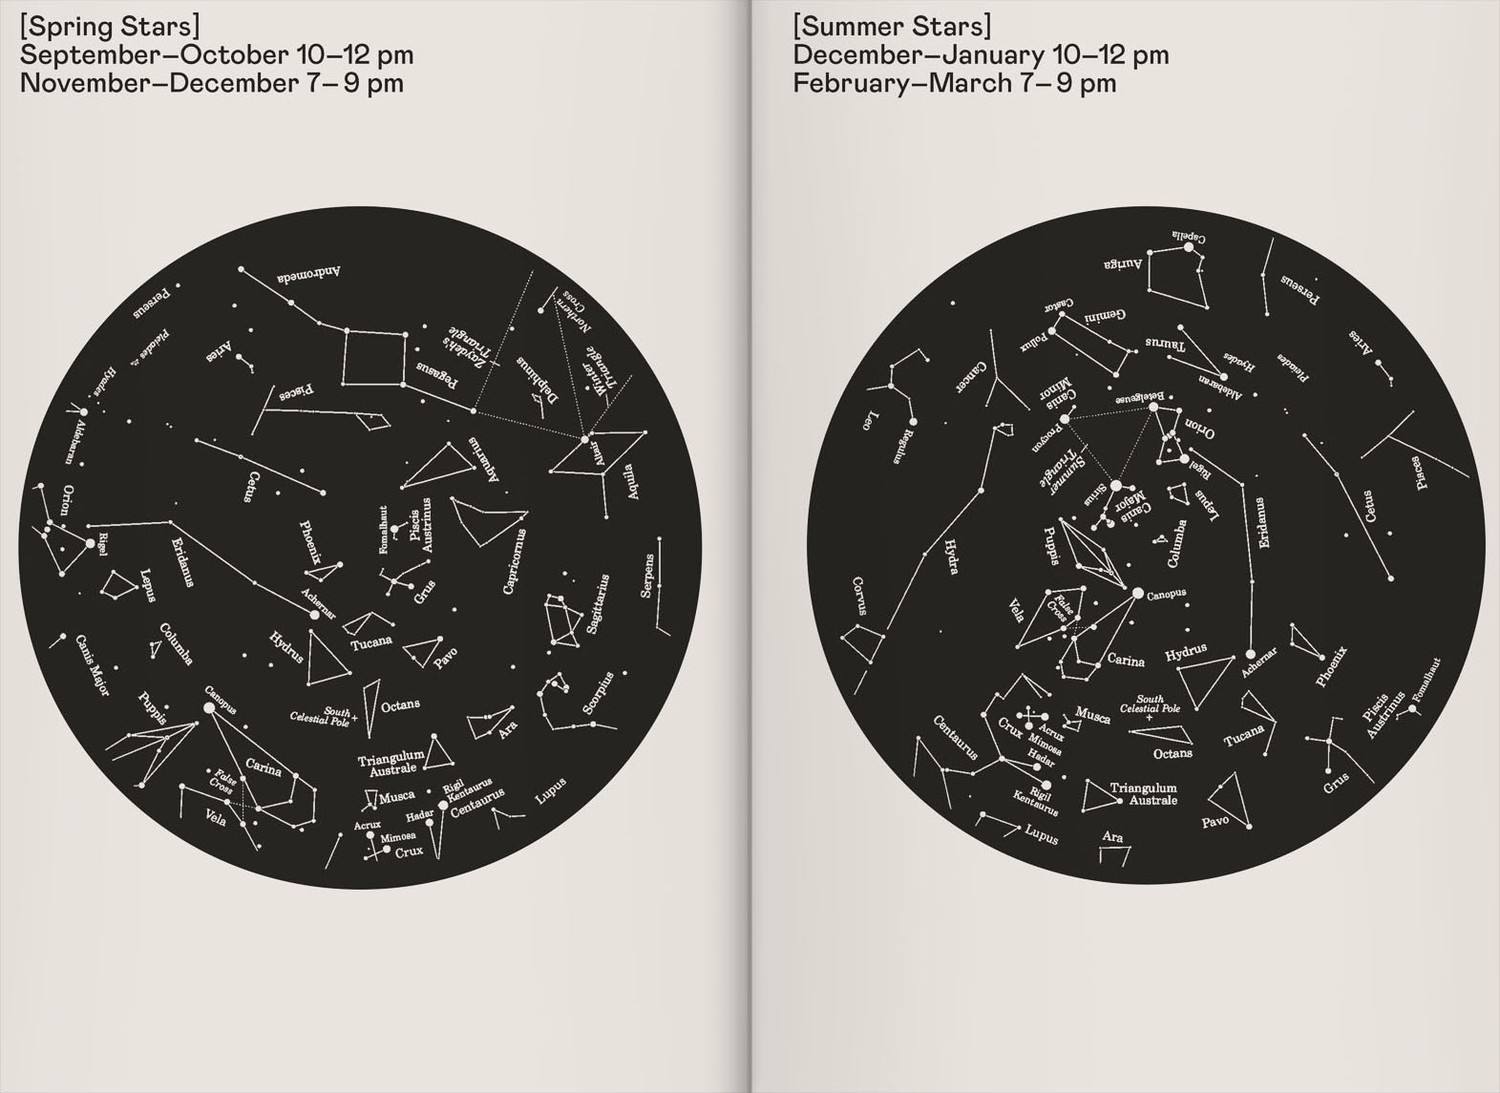 [Spring Stars]
September–October 10–12 pm
November–December 7–9 pm
Andromeda
Perseus
Pleiades
Aries
Hyades
Aldebaran
Pisces
Pegasus
Zaydeh's
Triangle
Northern
Cross
Delphinus
Winter
Triangle
Altair
Aquila
Aquarius
Cetus
Orion
Rigel
Eridanus
Lepus
Phoenix
Fomalhaut
Piscis
Austrinus
Grus
Capricornus
Sagittarius
Serpens
Achernar
Hydrus
Tucana
Pavo
Columba
Canis Major
Canopus
Puppis
South
Celestial Pole
Octans
Scorpius
Ara
Carina
False
Cross
Vela
Triangulum
Australe
Musca
Rigil
Kentaurus
Centaurus
Hadar
Lupus
Acrux
Mimosa
Crux
[Summer Stars]
December–January 10–12 pm
February–March 7–9 pm
Capella
Auriga
Perseus
Castor
Gemini
Pollux
Taurus
Hyades
Aldebaran
Pleiades
Aries
Cancer
Leo
Regulus
Canis
Minor
Procyon
Betelgeuse
Orion
Rigel
Summer
Triangle
Sirius
Canis
Major
Lepus
Pisces
Cetus
Eridanus
Columba
Puppis
Hydra
Corvus
Canopus
Vela
False
Cross
Carina
Hydrus
Achernar
Phoenix
Fomalhaut
Piscis
Austrinus
South
Celestial Pole
Musca
Octans
Tucana
Grus
Centaurus
Crux
Acrux
Mimosa
Hadar
Rigil
Kentaurus
Triangulum
Australe
Pavo
Lupus
Ara